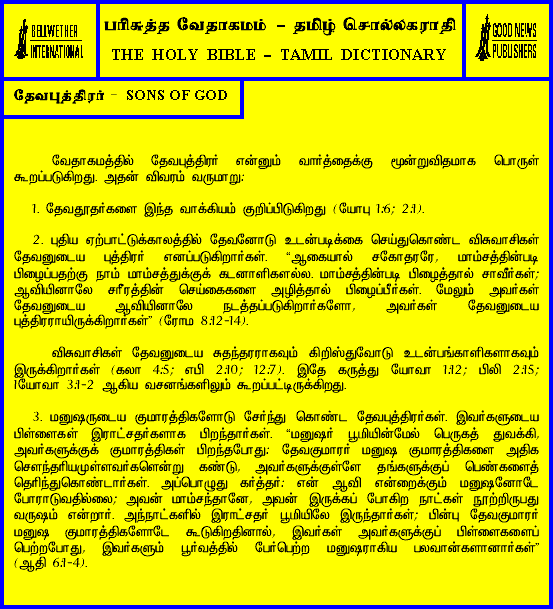 BELLWETHER
INTERNATIONAL
பரிசுத்த வேதாகமம் – தமிழ் சொல்லகராதி
THE HOLY BIBLE – TAMIL DICTIONARY
GOOD NEWS
PUBLISHERS
தேவபுத்திரர் – SONS OF GOD
வேதாகமத்தில் தேவபுத்திரர் என்னும் வார்த்தைக்கு மூன்றுவிதமாக பொருள்
கூறப்படுகிறது. அதன் விவரம் வருமாறு:
1. தேவதூதர்களை இந்த வாக்கியம் குறிப்பிடுகிறது (யோபு 1:6; 2:1).
2. புதிய ஏற்பாட்டுக்காலத்தில் தேவனோடு உடன்படிக்கை செய்துகொண்ட விசுவாசிகள்
தேவனுடைய புத்திரர் எனப்படுகிறார்கள். “ஆகையால் சகோதரரே, மாம்சத்தின்படி
பிழைப்பதற்கு நாம் மாம்சத்துக்குக் கடனாளிகளல்ல. மாம்சத்தின்படி பிழைத்தால் சாவீர்கள்;
ஆவியினாலே சரீரத்தின் செய்கைகளை அழித்தால் பிழைப்பீர்கள். மேலும் அவர்கள்
தேவனுடைய ஆவியினாலே நடத்தப்படுகிறார்களோ, அவர்கள் தேவனுடைய
புத்திரராயிருக்கிறார்கள்” (ரோம 8:12-14).
விசுவாசிகள் தேவனுடைய சுதந்தரராகவும் கிறிஸ்துவோடு உடன்பங்காளிகளாகவும்
இருக்கிறார்கள் (கலா 4:5; எபி 2:10; 12:7). இதே கருத்து யோவா 1:12; பிலி 2:15;
1யோவா 3:1-2 ஆகிய வசனங்களிலும் கூறப்பட்டிருக்கிறது.
3. மனுஷருடைய குமாரத்திகளோடு சேர்ந்து கொண்ட தேவபுத்திரர்கள். இவர்களுடைய
பிள்ளைகள் இராட்சதர்களாக பிறந்தார்கள். “மனுஷர் பூமியின்மேல் பெருகத் துவக்கி,
அவர்களுக்குக் குமாரத்திகள் பிறந்தபோது: தேவகுமாரர் மனுஷ குமாரத்திகளை அதிக
சௌந்தரியமுள்ளவர்களென்று கண்டு, அவர்களுக்குள்ளே தங்களுக்குப் பெண்களைத்
தெரிந்துகொண்டார்கள். அப்பொழுது கர்த்தர்: என் ஆவி என்றைக்கும் மனுஷனோடே
போராடுவதில்லை; அவன் மாம்சந்தானே, அவன் இருக்கப் போகிற நாட்கள் நூற்றிருபது
வருஷம் என்றார். அந்நாட்களில் இராட்சதர் பூமியிலே இருந்தார்கள்; பின்பு தேவகுமாரர்
மனுஷ குமாரத்திகளோடே கூடுகிறதினால், இவர்கள் அவர்களுக்குப் பிள்ளைகளைப்
பெற்றபோது, இவர்களும் பூர்வத்தில் பேர்பெற்ற மனுஷராகிய பலவான்களானார்கள்”
(ஆதி 6:1-4).